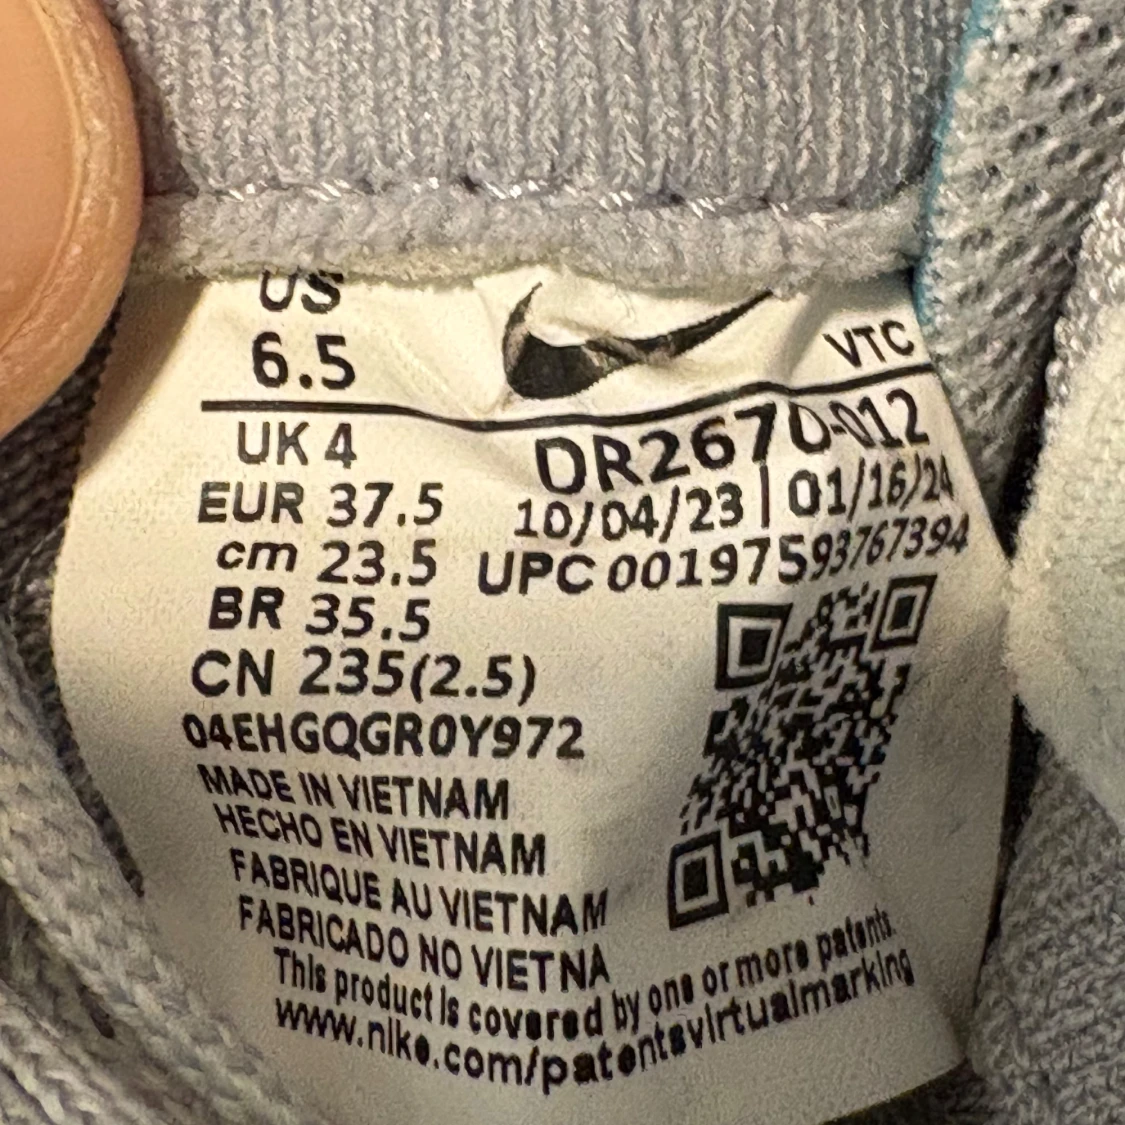 US
6.5
VTC
UK 4
DR2670-012
EUR 37.5
10/04/23 | 01/16/24
cm 23.5
UPC 00197593767394
BR 35.5
CN 235(2.5)
04EHGQGR0Y972
MADE IN VIETNAM
HECHO EN VIETNAM
FABRIQUE AU VIETNAM
FABRICADO NO VIETNA
This product is covered by one or more patents.
www.nike.com/patentsvirtualmarking